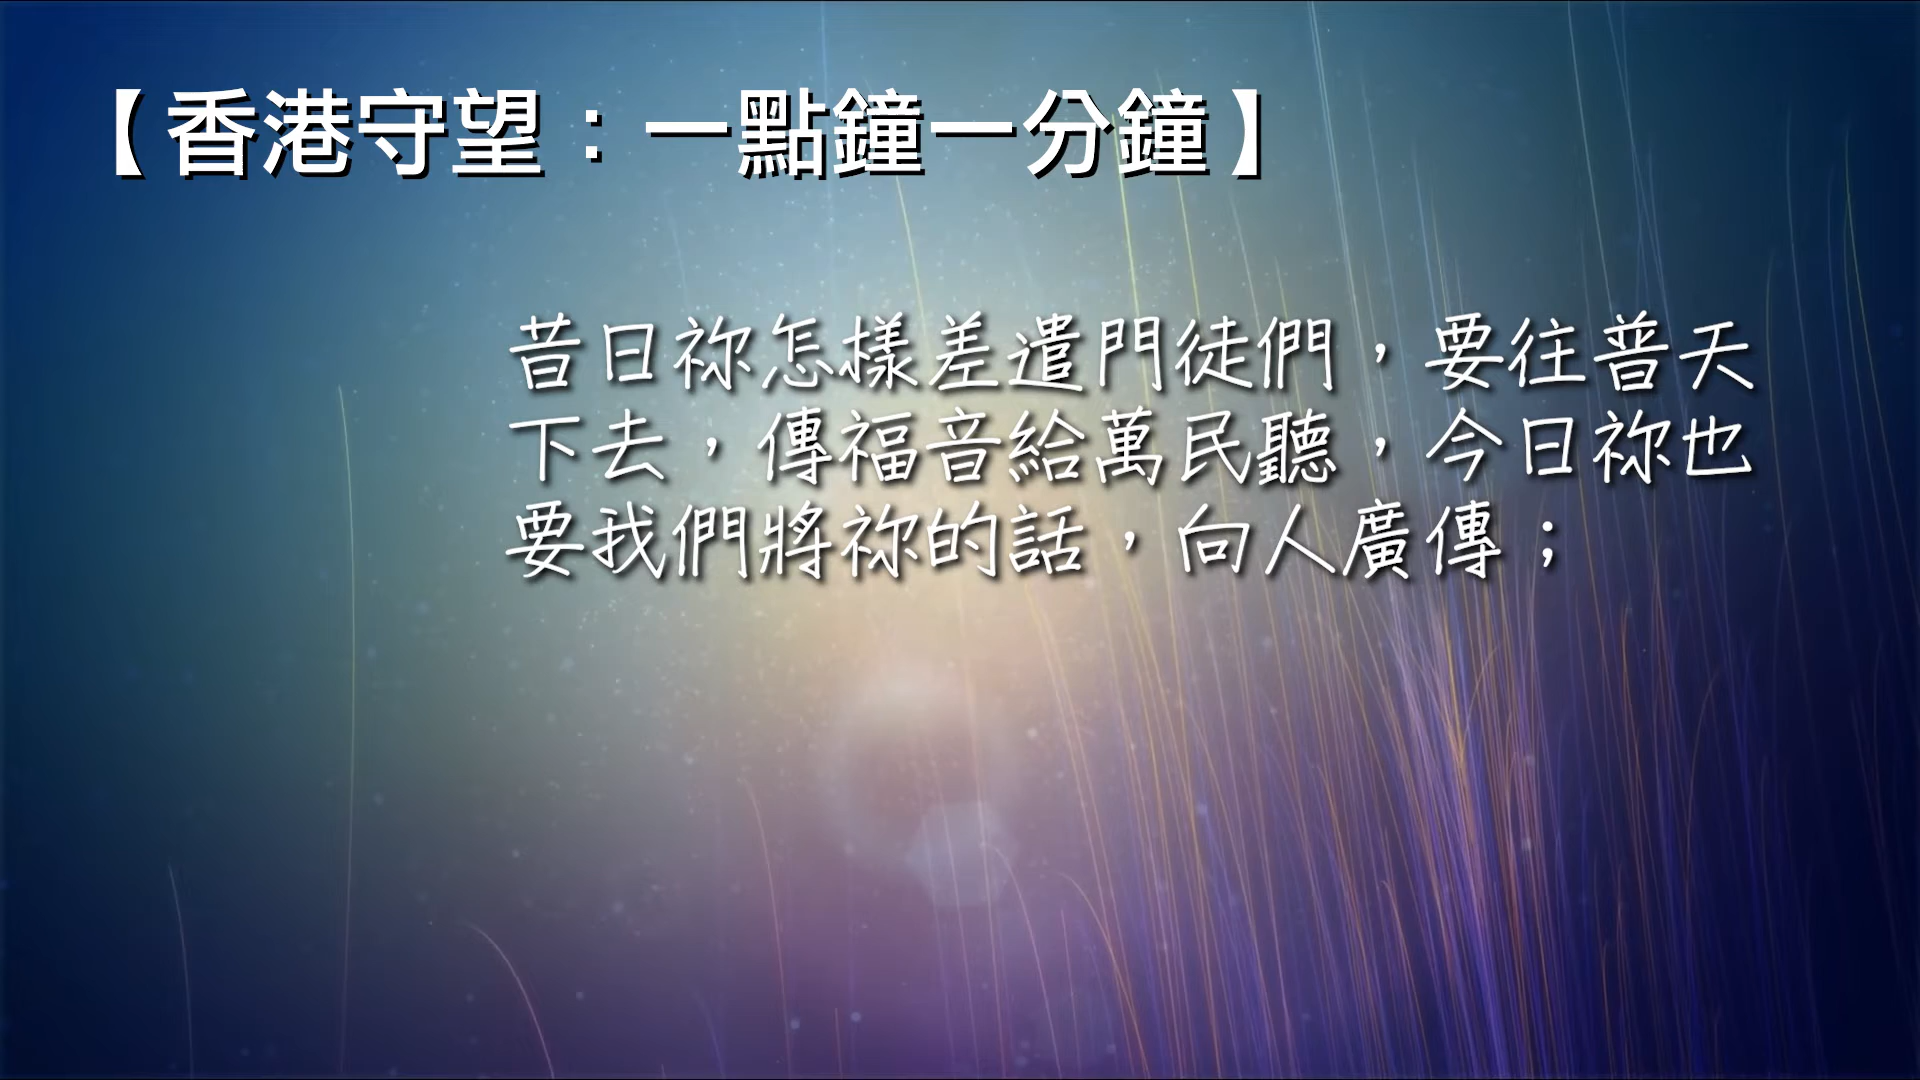 【香港守望：一點鐘一分鐘】
昔日祢怎樣差遣門徒們，要往普天
下去，傳福音給萬民聽，今日祢也
要我們將祢的話，向人廣傳；